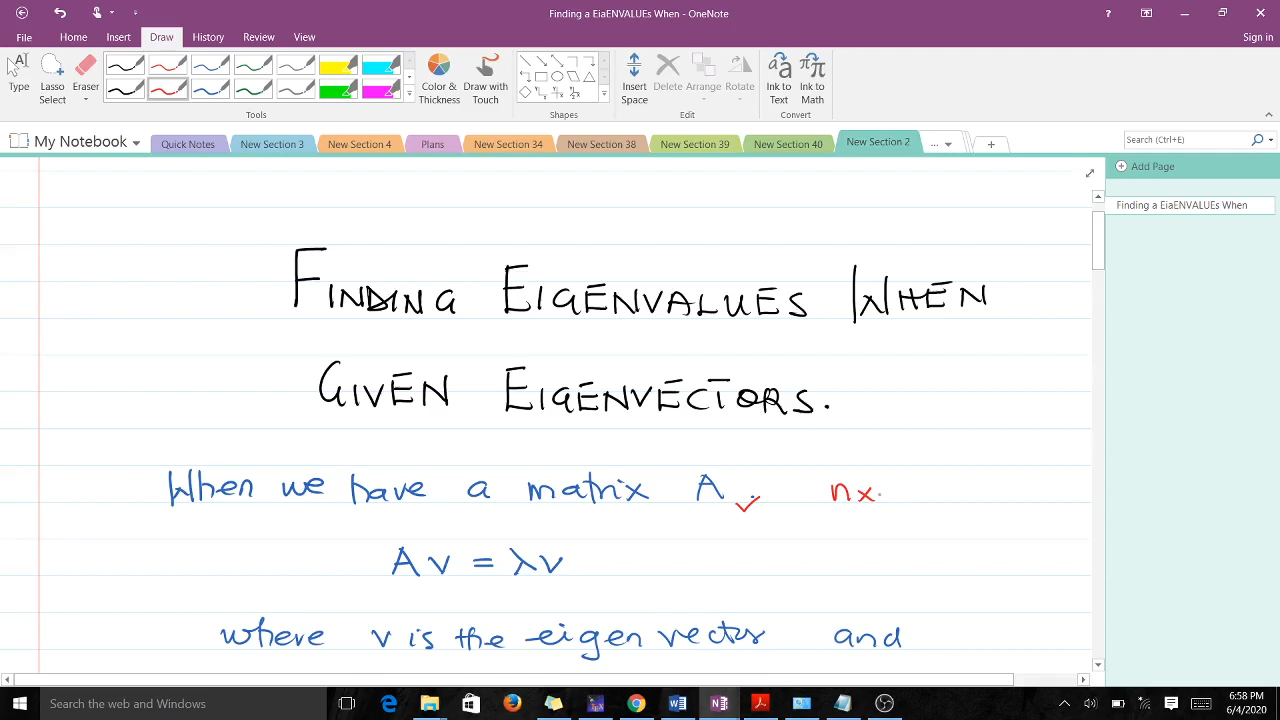 Finding a EiaENVALUEs When - OneNote
File Home Insert Draw History Review View Sign in
Type Lasso Select Eraser Color & Thickness Draw with Touch Insert Space Delete Arrange Rotate Ink to Text Ink to Math
Tools Shapes Edit Convert
My Notebook Quick Notes New Section 3 New Section 4 Plans New Section 34 New Section 38 New Section 39 New Section 40 New Section 2 ... Search (Ctrl+E)
Add Page
Finding a EiaENVALUEs When
FINDING EIGENVALUES WHEN
GIVEN EIGENVECTORS.
When we have a matrix A. nx
Av = λv
where v is the eigen vector and
Search the web and Windows
6:58 PM
6/4/2020